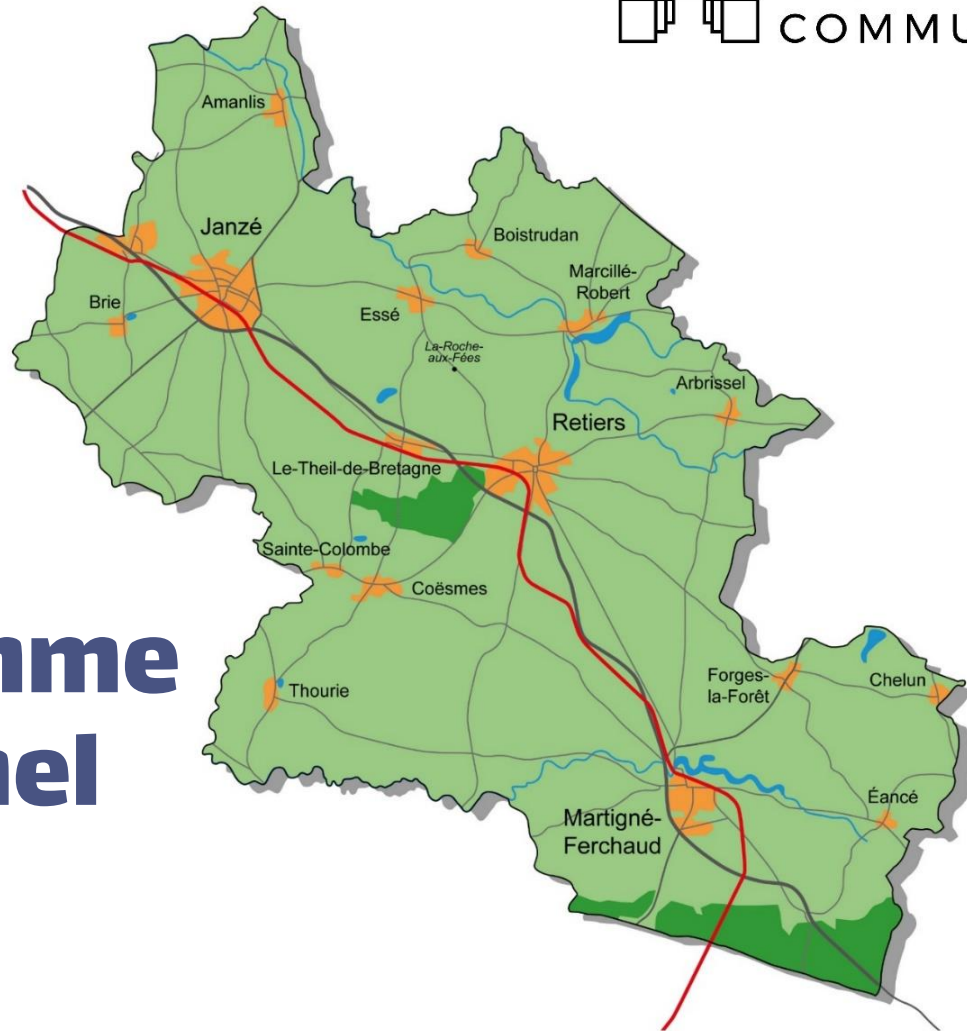 COMMU
Amanlis
Janzé
Boistrudan
Marcillé-
Robert
Brie
Essé
La-Roche-
aux-Fées
Arbrissel
Retiers
Le-Theil-de-Bretagne
Sainte-Colombe
Coësmes
mme
nel
Thourie
Forges-
la-Forêt
Chelun
Éancé
Martigné-
Ferchaud